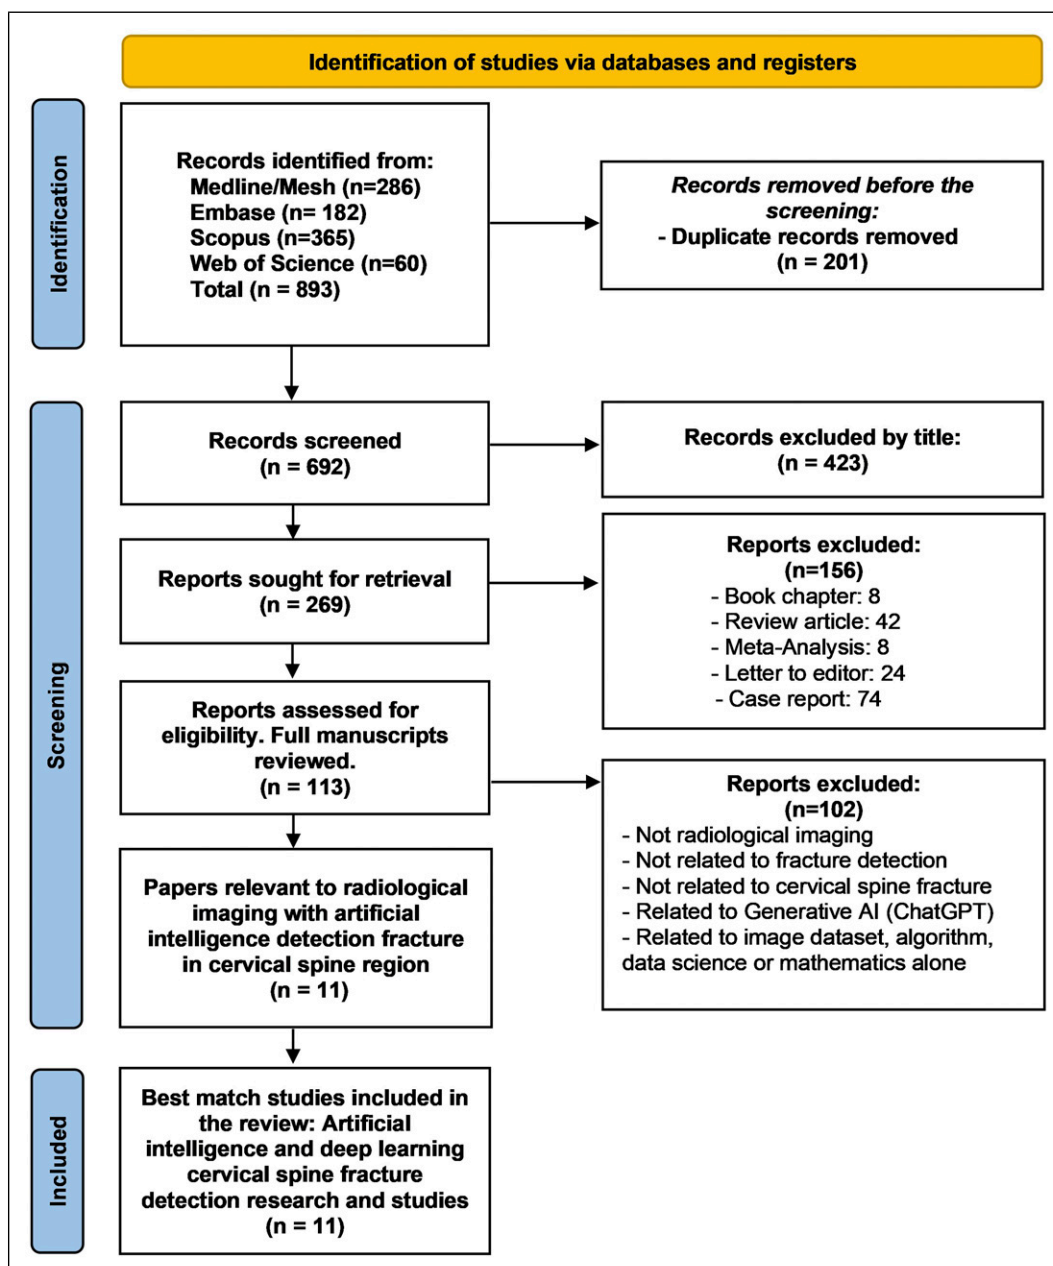 Identification of studies via databases and registers
Identification
Records identified from:
Medline/Mesh (n=286)
Embase (n= 182)
Scopus (n=365)
Web of Science (n=60)
Total (n = 893)
Records removed before the
screening:
- Duplicate records removed
(n = 201)
Screening
Records screened
(n = 692)
Records excluded by title:
(n = 423)
Reports sought for retrieval
(n = 269)
Reports excluded:
(n=156)
- Book chapter: 8
- Review article: 42
- Meta-Analysis: 8
- Letter to editor: 24
- Case report: 74
Reports assessed for
eligibility. Full manuscripts
reviewed.
(n = 113)
Reports excluded:
(n=102)
- Not radiological imaging
- Not related to fracture detection
- Not related to cervical spine fracture
- Related to Generative AI (ChatGPT)
- Related to image dataset, algorithm,
data science or mathematics alone
Papers relevant to radiological
imaging with artificial
intelligence detection fracture
in cervical spine region
(n = 11)
Included
Best match studies included in
the review: Artificial
intelligence and deep learning
cervical spine fracture
detection research and studies
(n = 11)